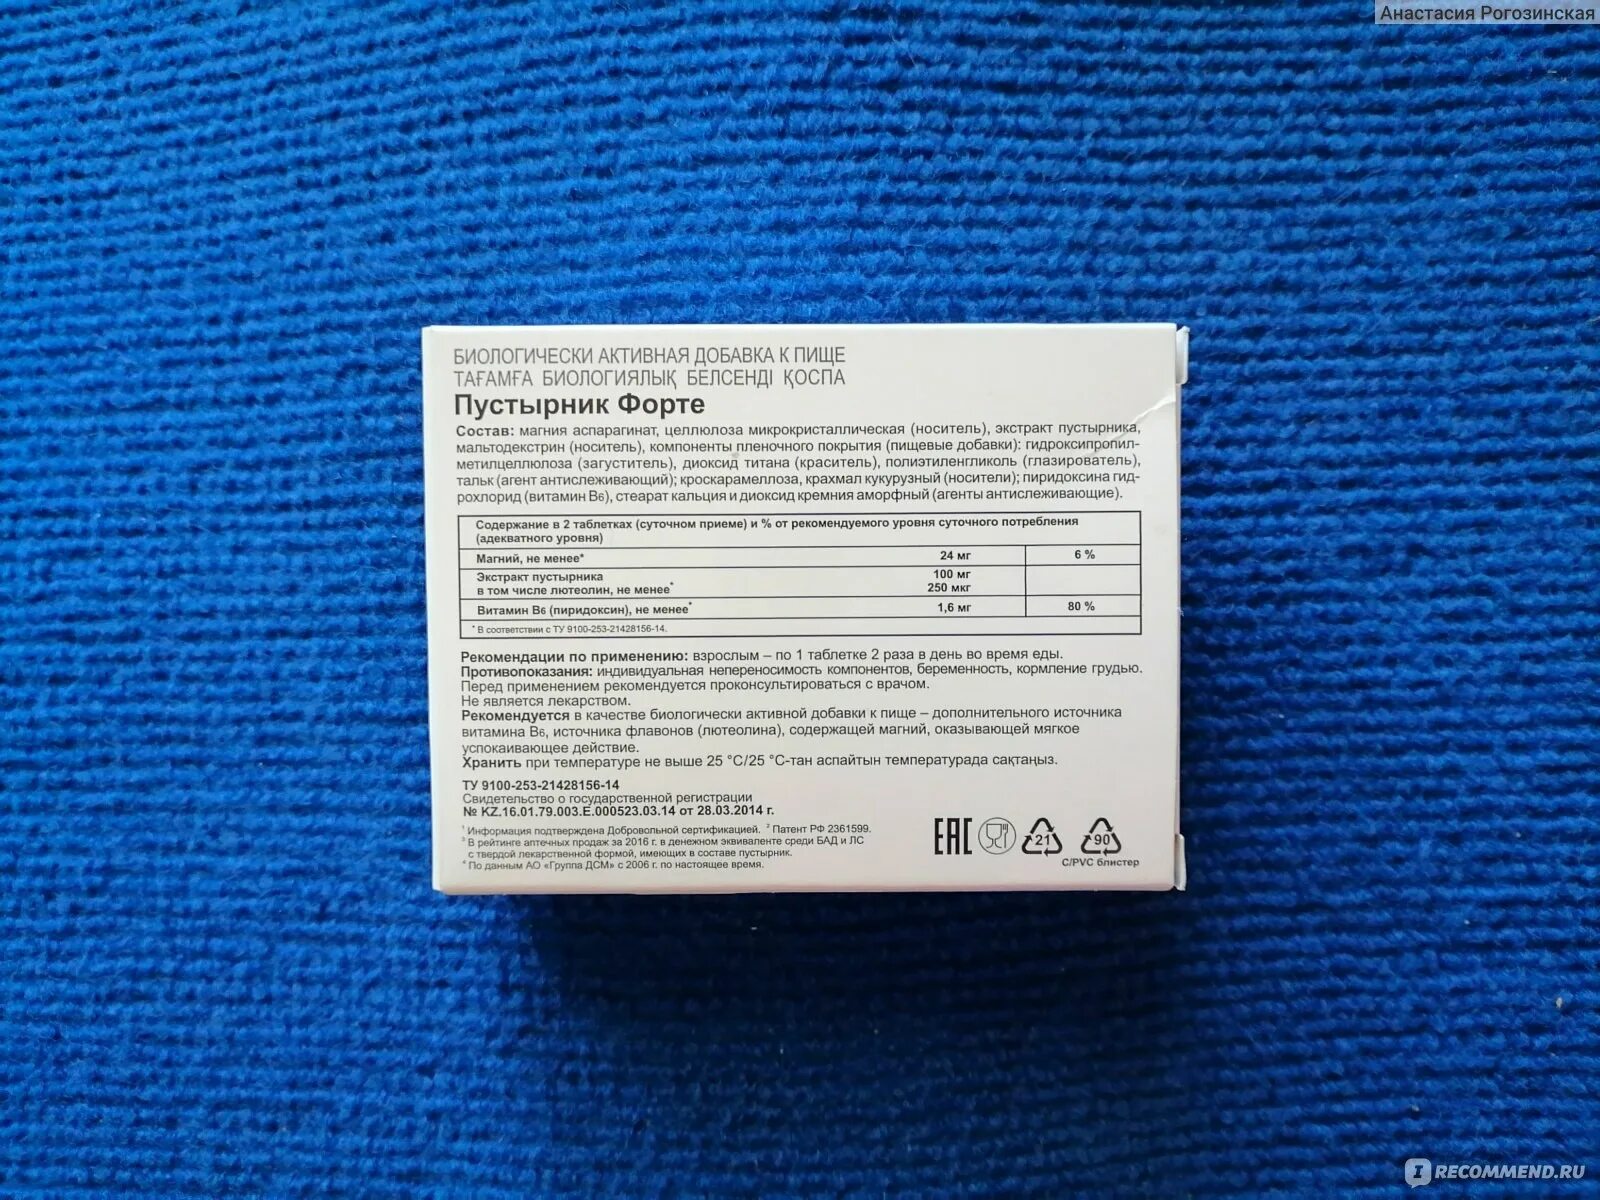 Анастасия Рогозинская
БИОЛОГИЧЕСКИ АКТИВНАЯ ДОБАВКА К ПИЩЕ
ТАҒАМҒА БИОЛОГИЯЛЫҚ БЕЛСЕНДІ ҚОСПА
Пустырник Форте
Состав: магния аспарагинат, целлюлоза микрокристаллическая (носитель), экстракт пустырника,
мальтодекстрин (носитель), компоненты пленочного покрытия (пищевые добавки): гидроксипропил-
метилцеллюлоза (загуститель), диоксид титана (краситель), полиэтиленгликоль (глазирователь),
тальк (агент антислеживающий); кроскарамеллоза, крахмал кукурузный (носители); пиридоксина гид-
рохлорид (витамин В6), стеарат кальция и диоксид кремния аморфный (агенты антислеживающие).
Содержание в 2 таблетках (суточном приеме) и % от рекомендуемого уровня суточного потребления
(адекватного уровня)
Магний, не менее* 24 мг 6 %
Экстракт пустырника 100 мг
в том числе лютеолин, не менее* 250 мкг
Витамин В6 (пиридоксин), не менее* 1,6 мг 80 %
* В соответствии с ТУ 9100-253-21428156-14.
Рекомендации по применению: взрослым – по 1 таблетке 2 раза в день во время еды.
Противопоказания: индивидуальная непереносимость компонентов, беременность, кормление грудью.
Перед применением рекомендуется проконсультироваться с врачом.
Не является лекарством.
Рекомендуется в качестве биологически активной добавки к пище – дополнительного источника
витамина В6, источника флавонов (лютеолина), содержащей магний, оказывающей мягкое
успокаивающее действие.
Хранить при температуре не выше 25 °С/25 °С-тан аспайтын температурада сақтаңыз.
ТУ 9100-253-21428156-14
Свидетельство о государственной регистрации
№ KZ.16.01.79.003.Е.000523.03.14 от 28.03.2014 г.
¹ Информация подтверждена Добровольной сертификацией. ² Патент РФ 2361599.
³ В рейтинге аптечных продаж за 2016 г. в денежном эквиваленте среди БАД и ЛС
с твердой лекарственной формой, имеющих в составе пустырник.
⁴ По данным АО «Группа ДСМ» с 2006 г. по настоящее время.
EAC 21 90
C/PVC блистер
IRECOMMEND.RU